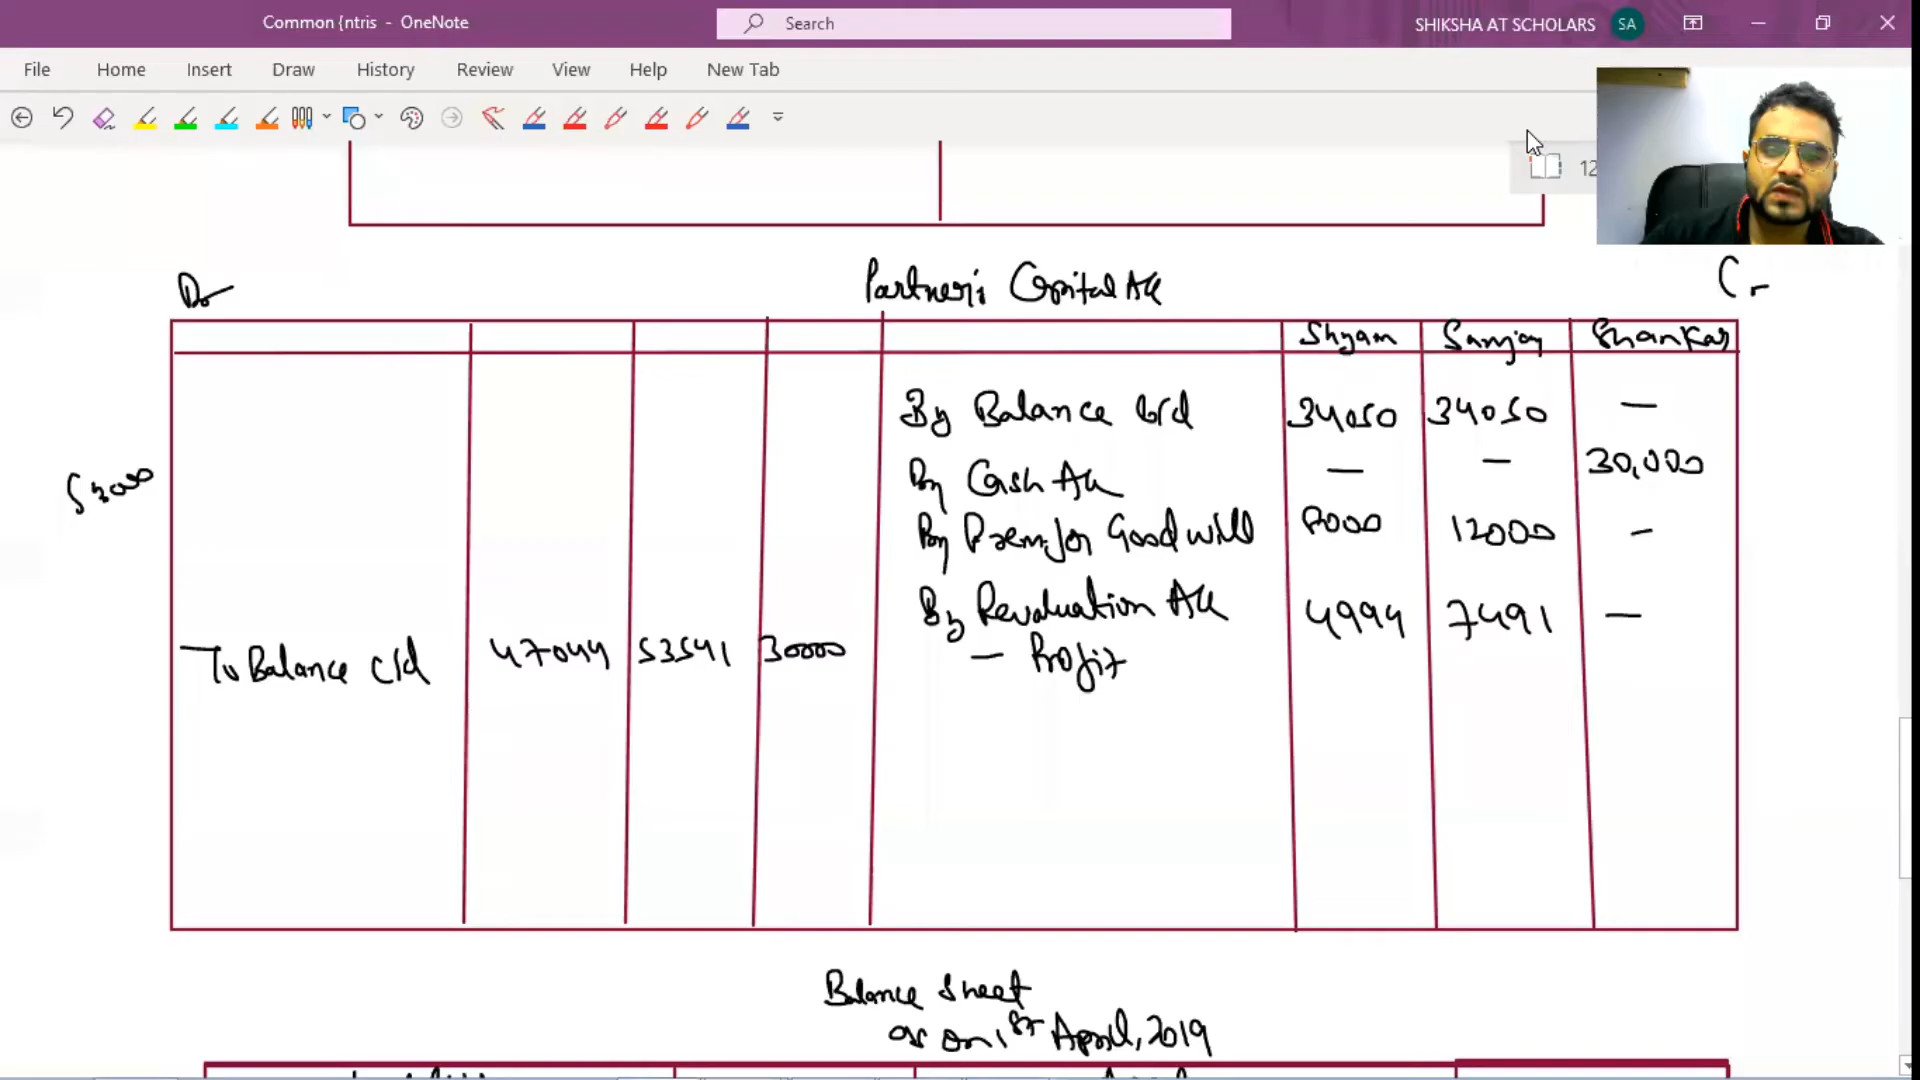 Common {ntris - OneNote
Search
SHIKSHA AT SCHOLARS SA
File Home Insert Draw History Review View Help New Tab
12
Dr Partner's Capital A/c Cr
Shyam Sanjay Shankar
By Balance b/d 34050 34050 —
By Cash A/c — — 30,000
By Prem. for Goodwill 8000 12000 —
By Revaluation A/c 4994 7491 —
— Profit
To Balance c/d 47044 53541 30000
Balance Sheet
as on 1st April, 2019